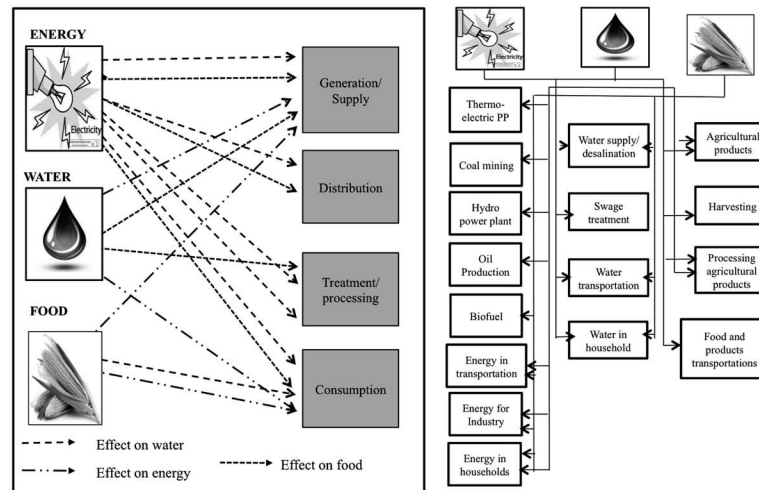 ENERGY
Electricity
WATER
FOOD
Generation/
Supply
Distribution
Treatment/
processing
Consumption
Effect on water
Effect on energy
Effect on food
Electricity
Thermo-
electric PP
Coal mining
Hydro
power plant
Oil
Production
Biofuel
Energy in
transportation
Energy for
Industry
Energy in
households
Water supply/
desalination
Swage
treatment
Water
transportation
Water in
household
Agricultural
products
Harvesting
Processing
agricultural
products
Food and
products
transportations